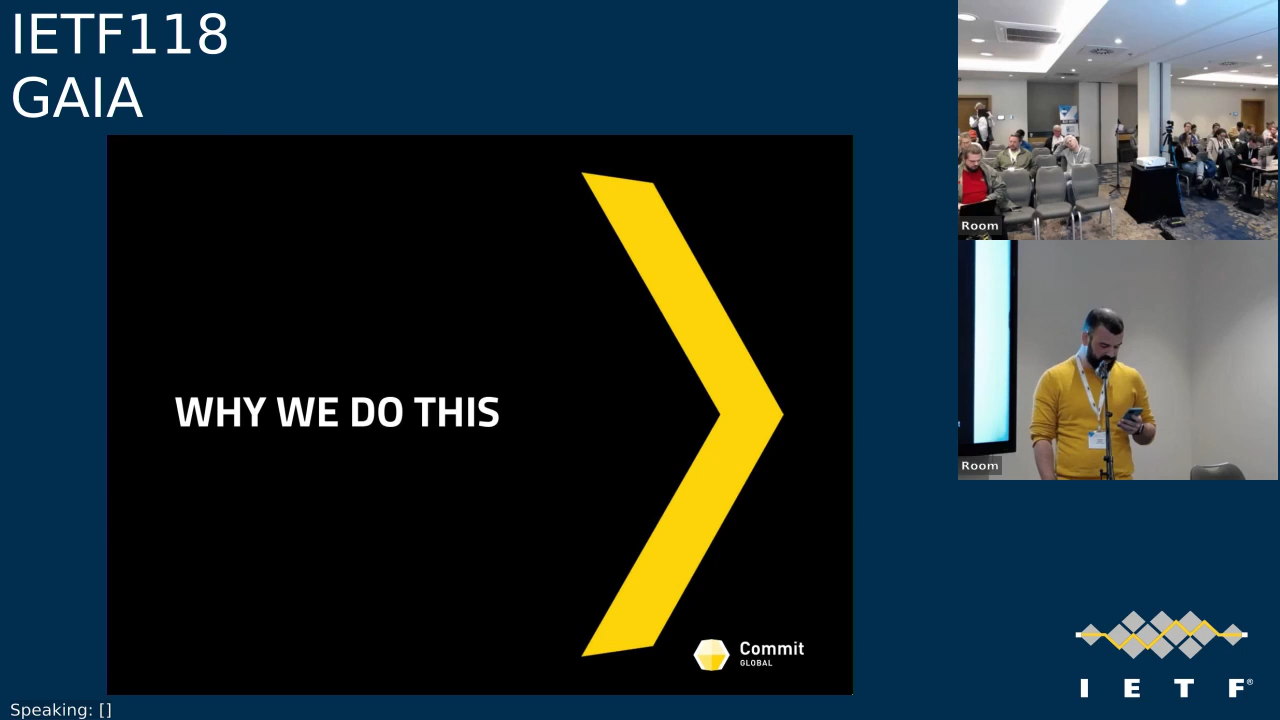 IETF118
GAIA
WHY WE DO THIS
Commit
GLOBAL
Room
Room
I E T F®
Speaking: []